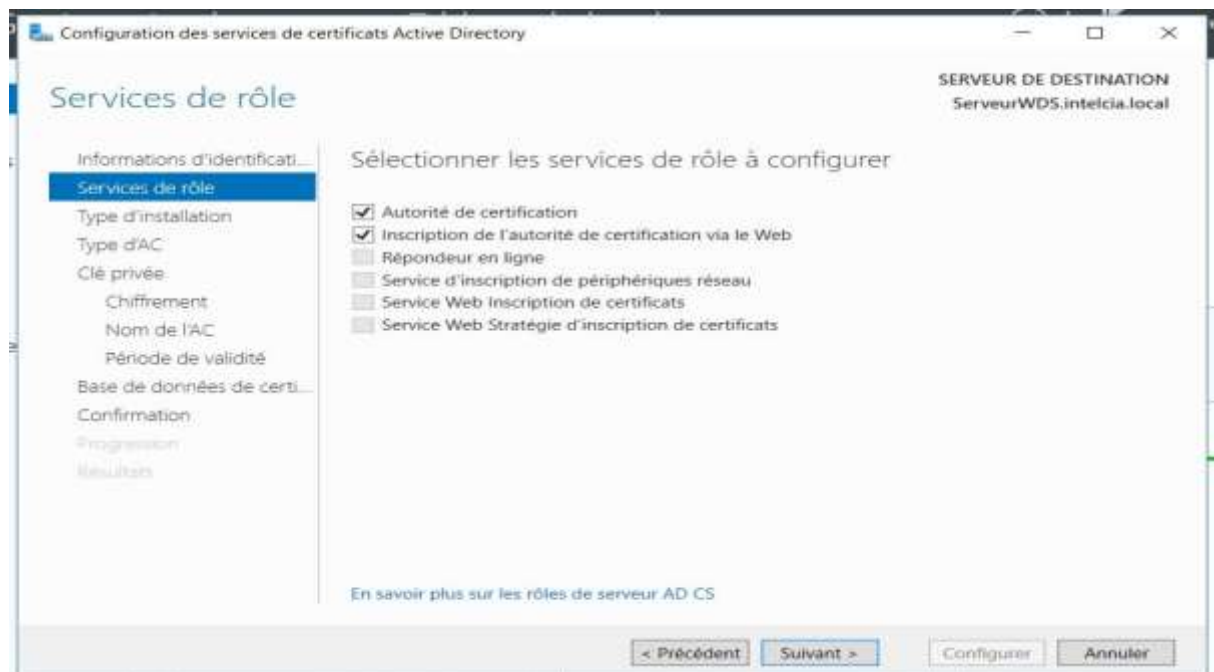 Configuration des services de certificats Active Directory
Services de rôle
SERVEUR DE DESTINATION
ServeurWDS.intelcia.local
Informations d'identificati...
Services de rôle
Type d'installation
Type d'AC
Clé privée
Chiffrement
Nom de l'AC
Période de validité
Base de données de certi...
Confirmation
Progression
Résultats
Sélectionner les services de rôle à configurer
Autorité de certification
Inscription de l'autorité de certification via le Web
Répondeur en ligne
Service d'inscription de périphériques réseau
Service Web Inscription de certificats
Service Web Stratégie d'inscription de certificats
En savoir plus sur les rôles de serveur AD CS
< Précédent
Suivant >
Configurer
Annuler